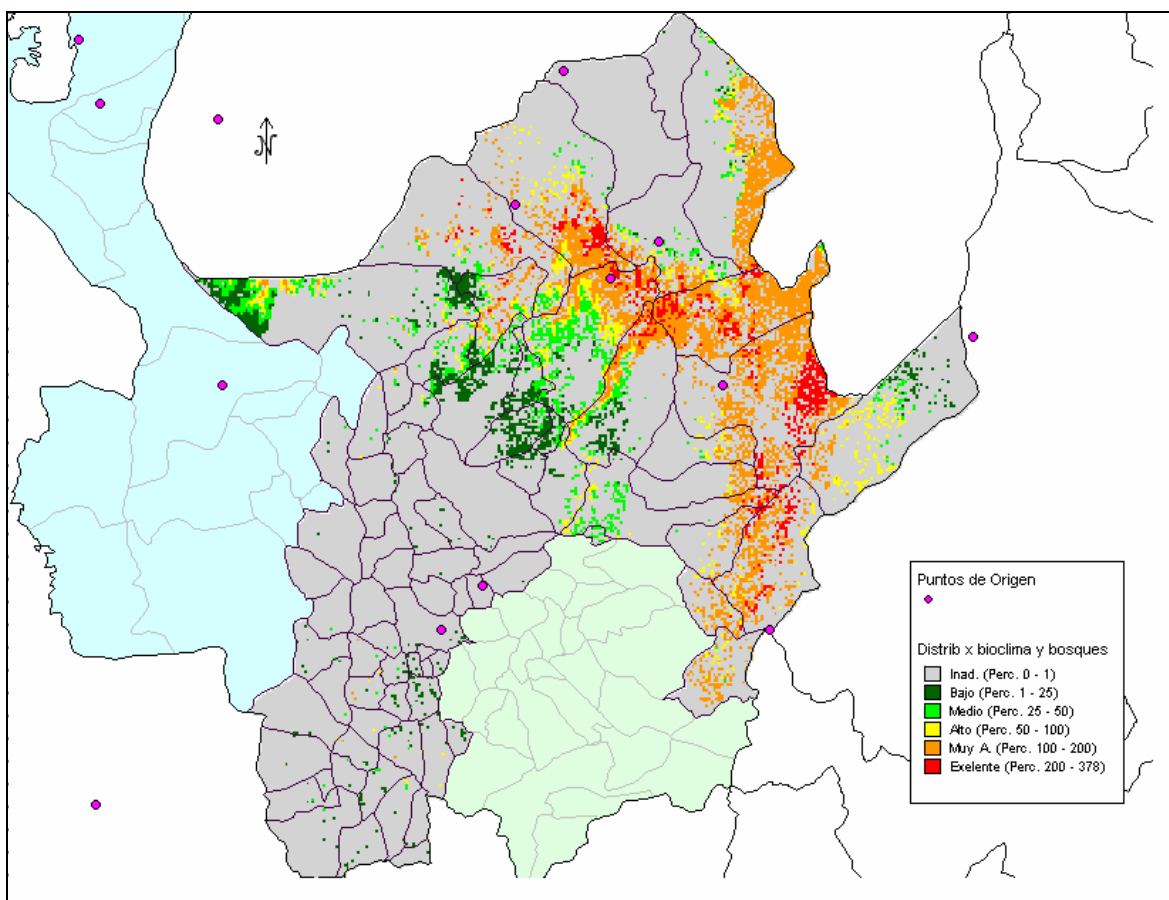 N
Puntos de Origen
Distrib x bioclima y bosques
Inad. (Perc. 0 - 1)
Bajo (Perc. 1 - 25)
Medio (Perc. 25 - 50)
Alto (Perc. 50 - 100)
Muy A. (Perc. 100 - 200)
Exelente (Perc. 200 - 378)